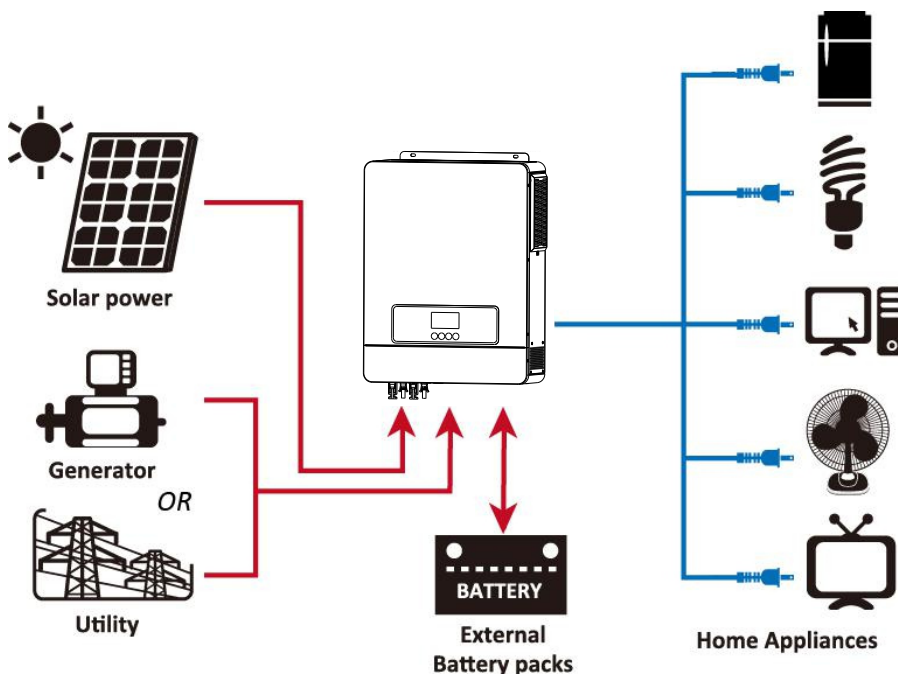 Solar power
Generator
OR
Utility
BATTERY
External
Battery packs
Home Appliances